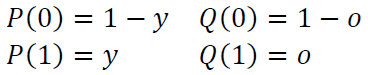 P(0) = 1 − y Q(0) = 1 − o
P(1) = y Q(1) = o